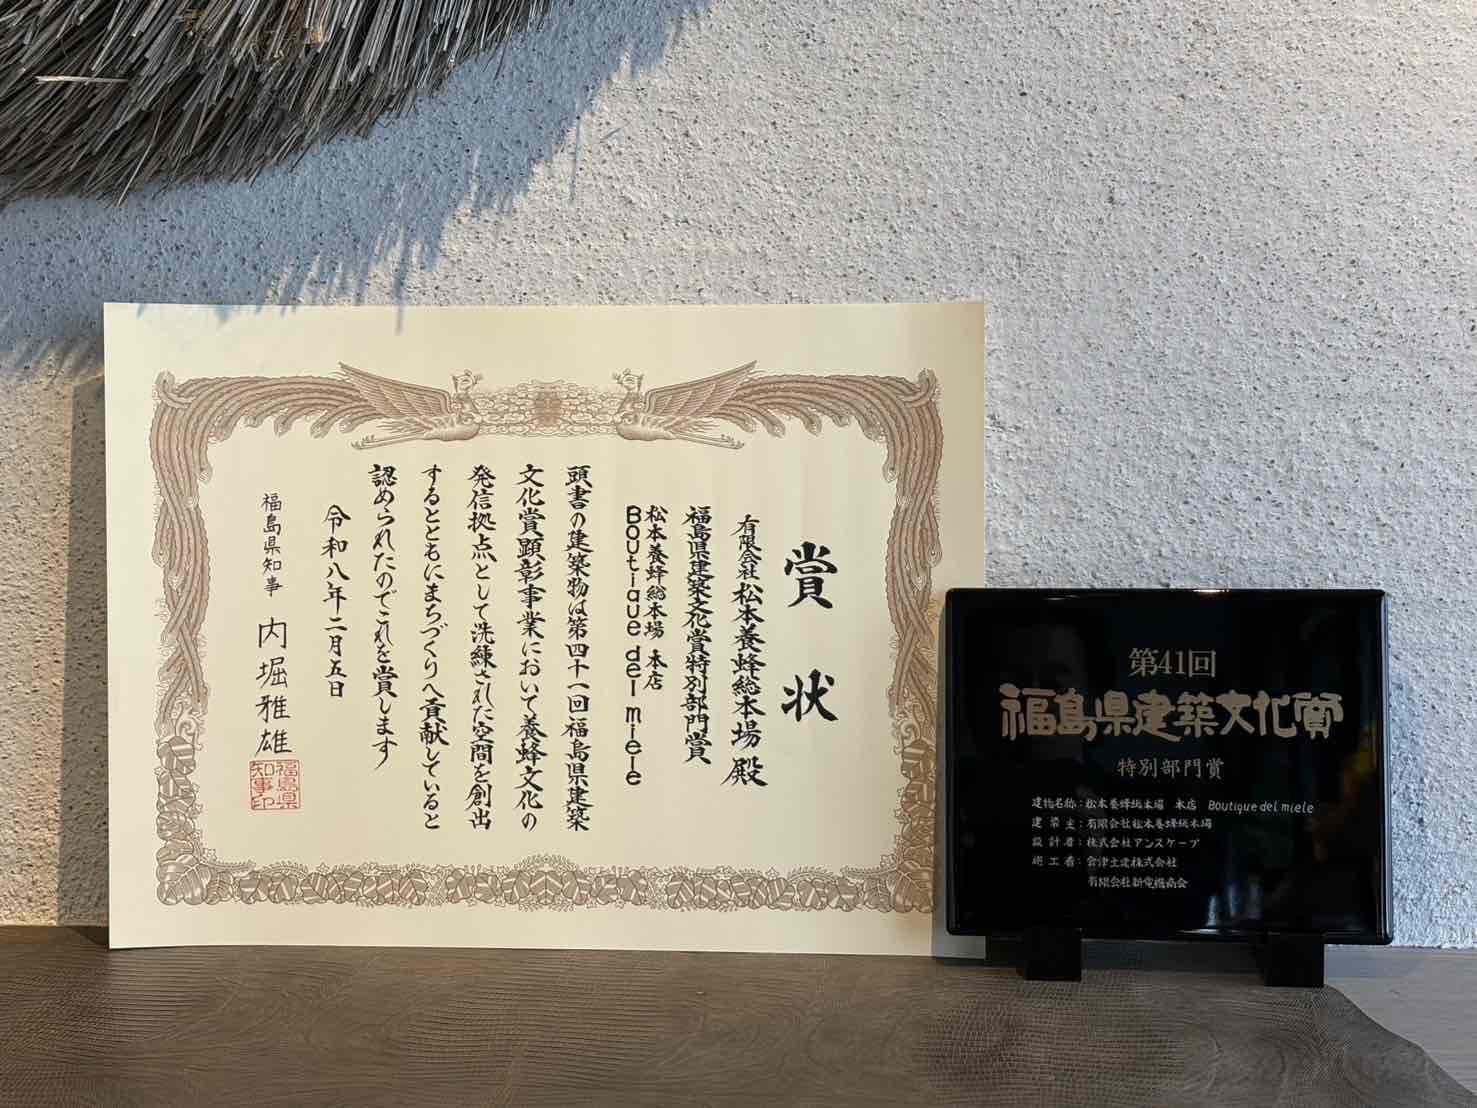 賞状
有限会社松本養蜂総本場 殿
福島県建築文化賞特別部門賞
松本養蜂総本場 本店
Boutique del miele
頭書の建築物は第四十一回福島県建築
文化賞顕彰事業において養蜂文化の
発信拠点として洗練された空間を創出
するとともにまちづくりへ貢献していると
認められたのでこれを賞します
令和八年二月五日
福島県知事 内堀雅雄
福島県
知事印
第41回
福島県建築文化賞
特別部門賞
建物名称：松本養蜂総本場 本店 Boutique del miele
建築主：有限会社松本養蜂総本場
設計者：株式会社アンスケープ
施工者：会津土建株式会社
有限会社新電機商会